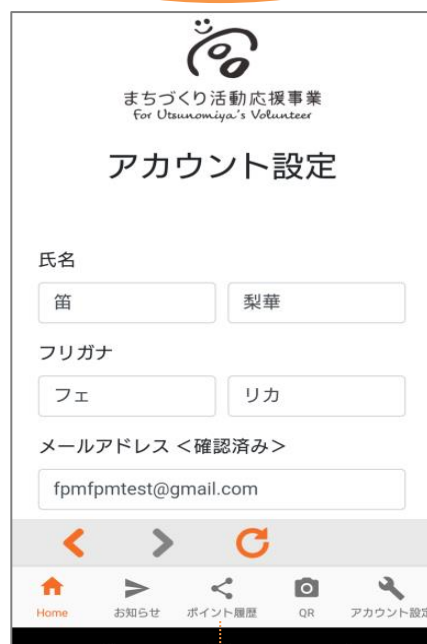 まちづくり活動応援事業
For Utsunomiya's Volunteer
アカウント設定
氏名
笛 梨華
フリガナ
フェ リカ
メールアドレス <確認済み>
fpmfpmtest@gmail.com
Home お知らせ ポイント履歴 QR アカウント設定